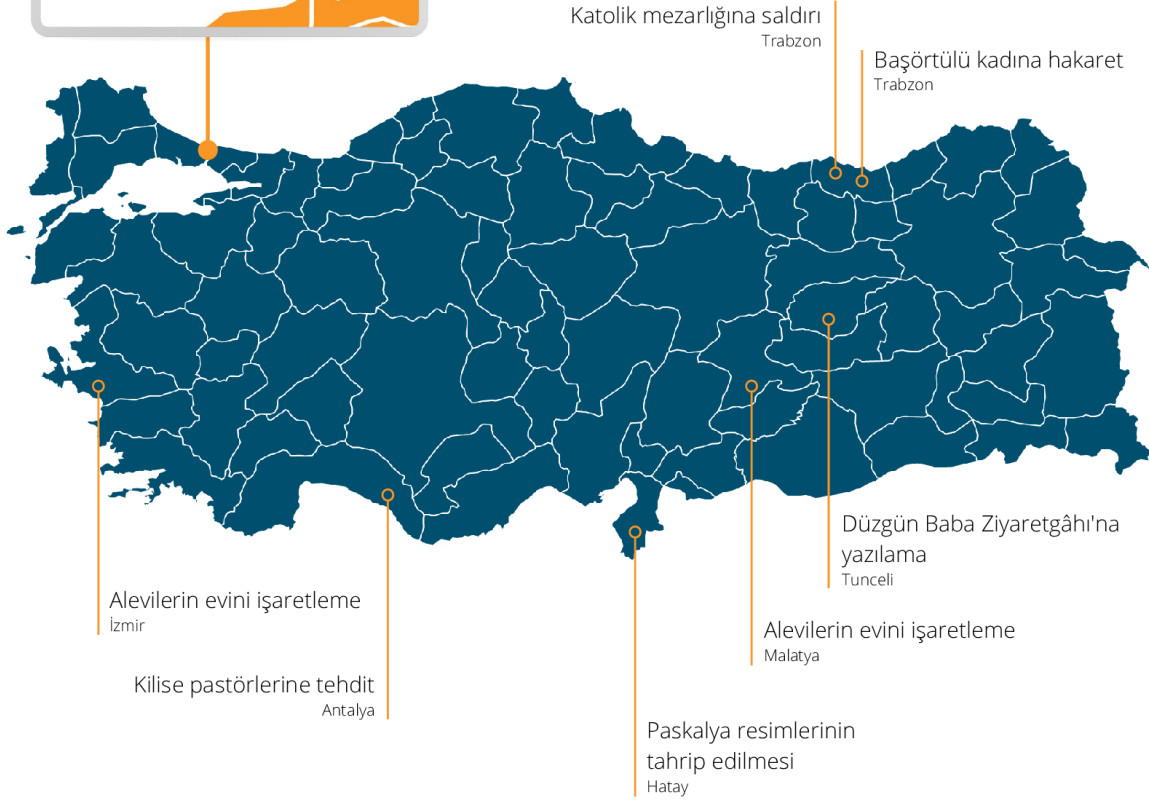 Katolik mezarlığına saldırı
Trabzon
Başörtülü kadına hakaret
Trabzon
Düzgün Baba Ziyaretgâhı'na
yazılama
Tunceli
Alevilerin evini işaretleme
İzmir
Alevilerin evini işaretleme
Malatya
Kilise pastörlerine tehdit
Antalya
Paskalya resimlerinin
tahrip edilmesi
Hatay